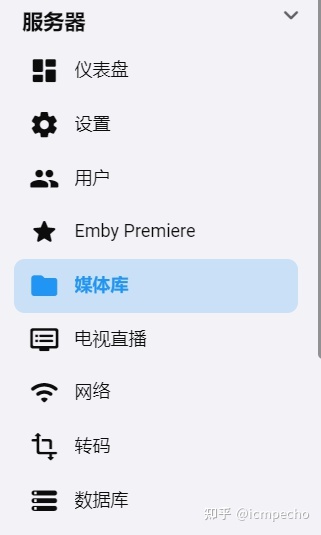 服务器
仪表盘
设置
用户
Emby Premiere
媒体库
电视直播
网络
转码
数据库
知乎 @icmpecho